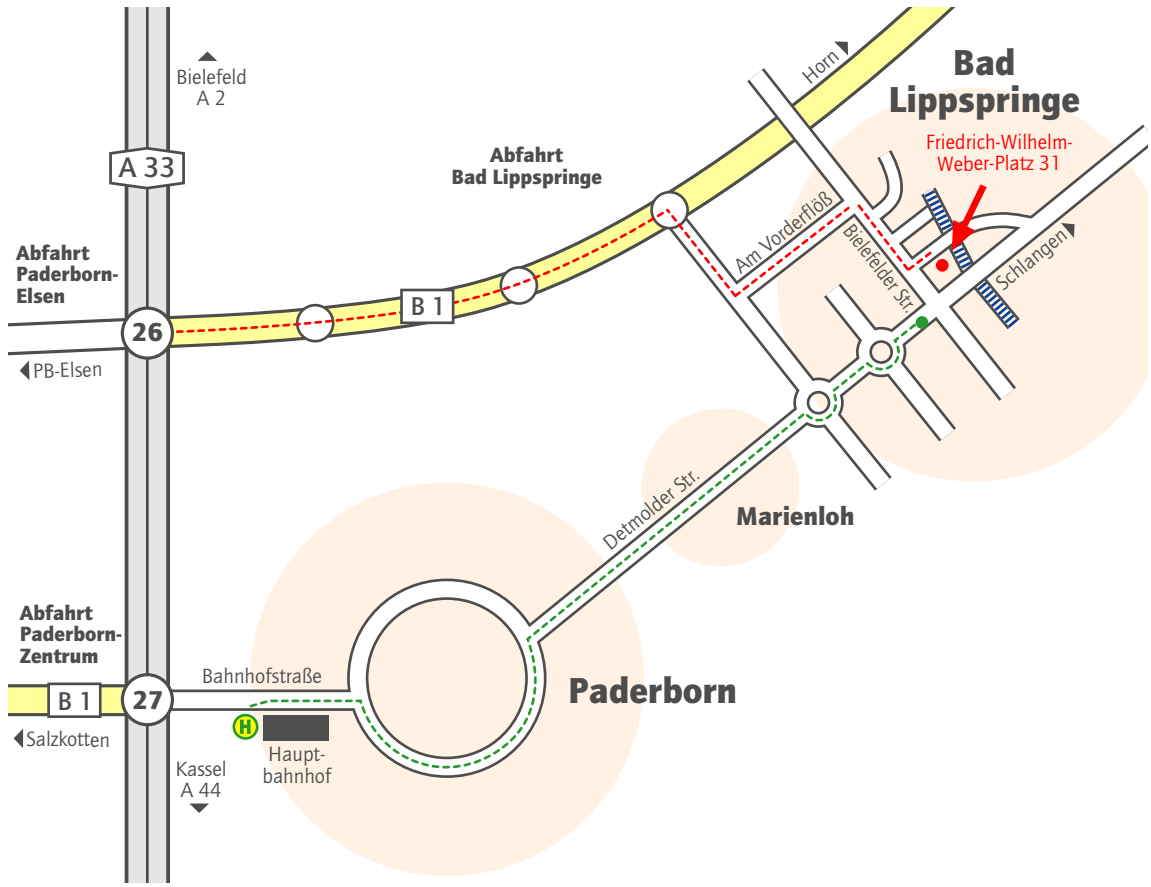 Bielefeld
A 2
A 33
Abfahrt
Bad Lippspringe
Horn
Bad
Lippspringe
Friedrich-Wilhelm-
Weber-Platz 31
Am Vorderflöß
Bielefelder Str.
Schlangen
Abfahrt
Paderborn-
Elsen
26
B 1
PB-Elsen
Detmolder Str.
Marienloh
Abfahrt
Paderborn-
Zentrum
B 1
27
Bahnhofstraße
Paderborn
H
Haupt-
bahnhof
Salzkotten
Kassel
A 44